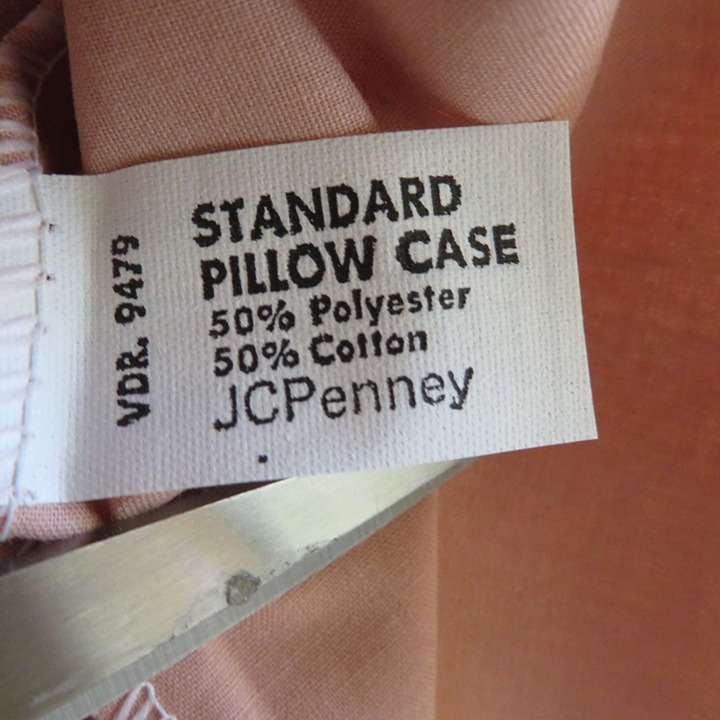 STANDARD
PILLOW CASE
50% Polyester
50% Cotton
JCPenney
VDR. 9479